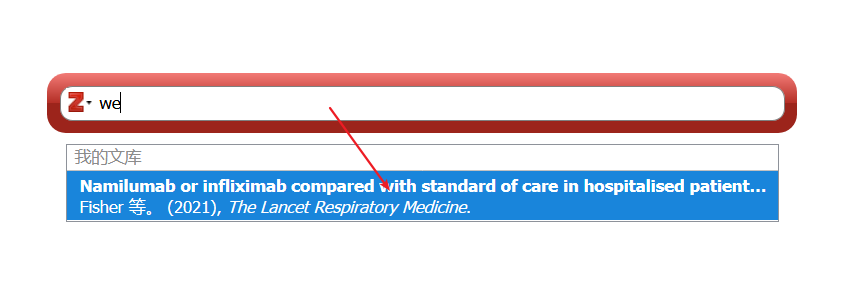 Z we
我的文库
Namilumab or infliximab compared with standard of care in hospitalised patient...
Fisher 等。 (2021), The Lancet Respiratory Medicine.